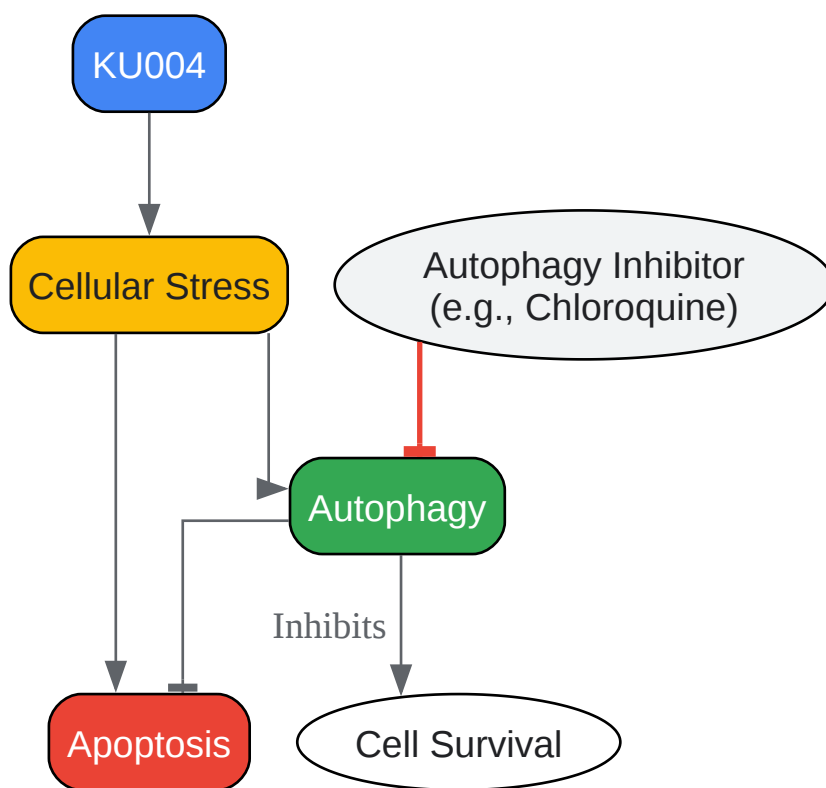 KU004
Cellular Stress
Autophagy Inhibitor
(e.g., Chloroquine)
Autophagy
Inhibits
Apoptosis
Cell Survival